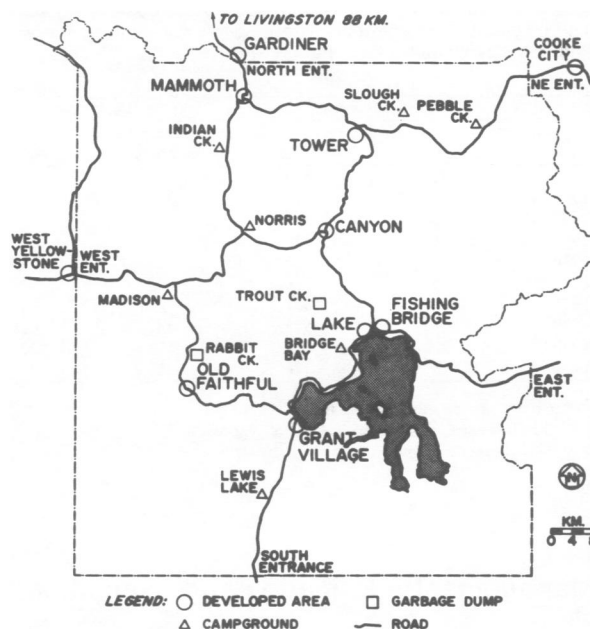 TO LIVINGSTON 88 KM.
GARDINER
NORTH ENT.
COOKE
CITY
NE ENT.
MAMMOTH
SLOUGH
CK.
PEBBLE
CK.
INDIAN
CK.
TOWER
NORRIS
CANYON
WEST
YELLOW-
STONE
WEST
ENT.
MADISON
TROUT CK.
FISHING
BRIDGE
LAKE
BRIDGE
BAY
RABBIT
CK.
OLD
FAITHFUL
EAST
ENT.
GRANT
VILLAGE
LEWIS
LAKE
N
KM.
0 4
SOUTH
ENTRANCE
LEGEND: DEVELOPED AREA GARBAGE DUMP
CAMPGROUND ROAD